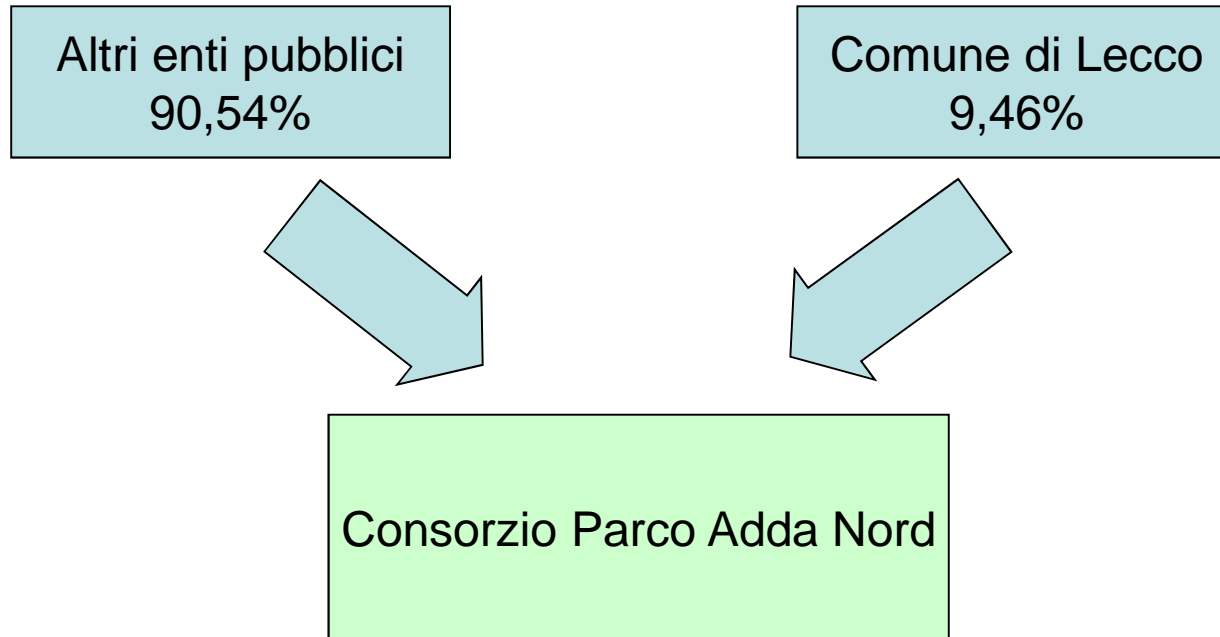 Altri enti pubblici
90,54%
Comune di Lecco
9,46%
Consorzio Parco Adda Nord